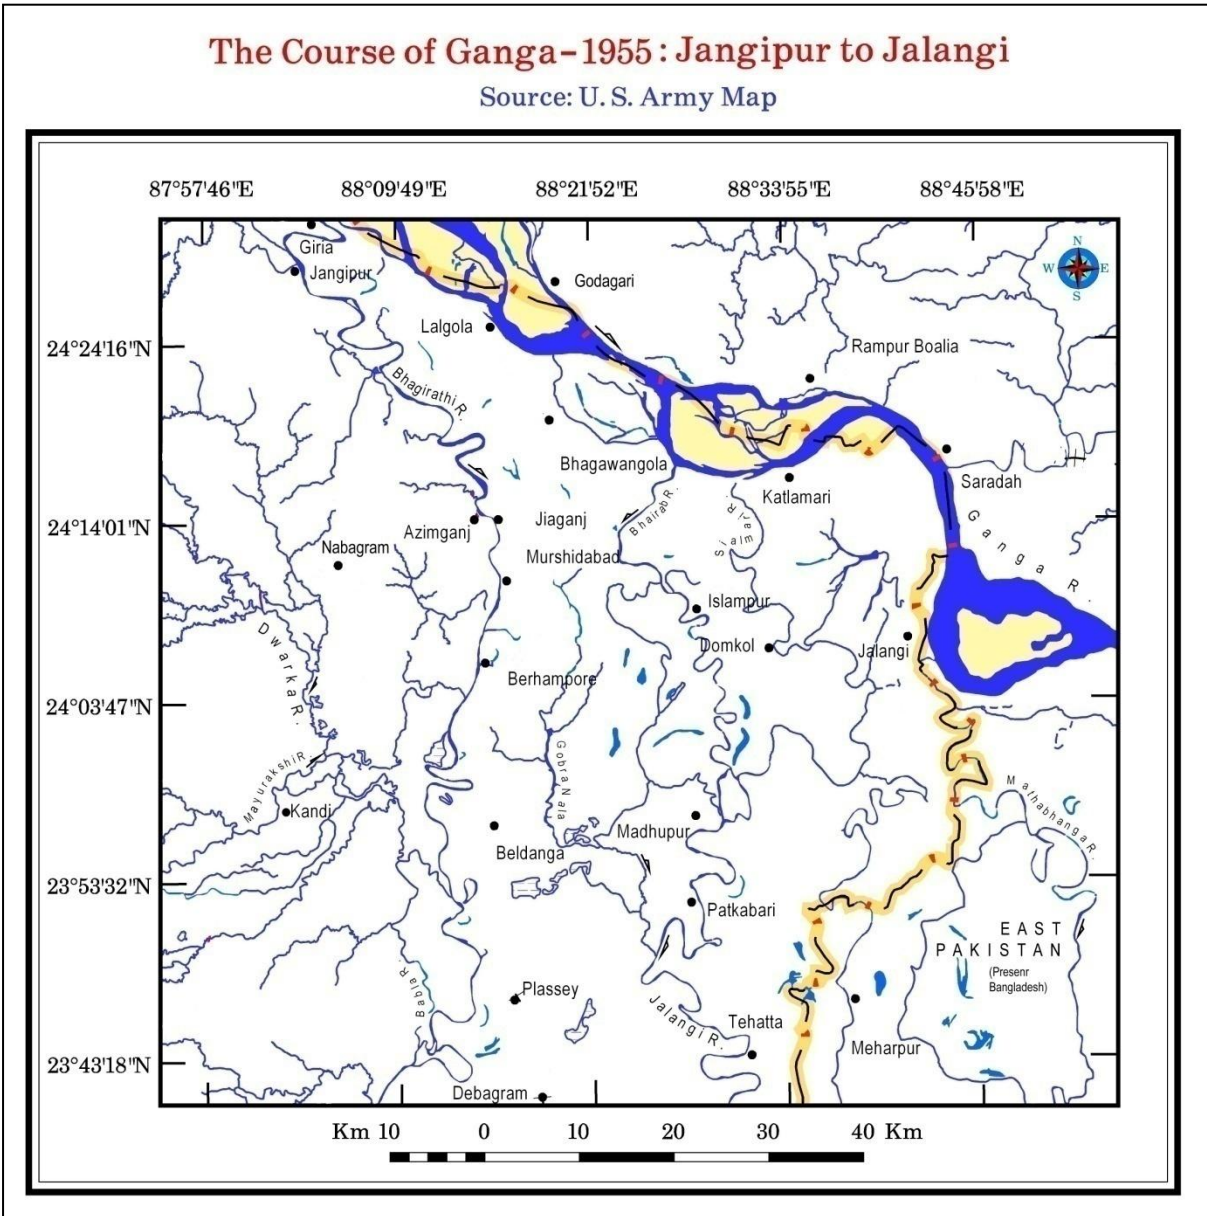 The Course of Ganga-1955: Jangipur to Jalangi
Source: U. S. Army Map
87°57'46"E 88°09'49"E 88°21'52"E 88°33'55"E 88°45'58"E
N
W E
S
Giria
Jangipur
Godagari
Lalgola
24°24'16"N
Rampur Boalia
Bhagirathi R.
Bhagawangola
Katlamari
Saradah
Bhairab R.
Sialmari R.
Ganga R.
24°14'01"N
Azimganj
Jiaganj
Nabagram
Murshidabad
Islampur
Domkol
Jalangi
Dwarka R.
Berhampore
24°03'47"N
Mayurakshi R.
Gobra Nala
Mathabhanga R.
Kandi
Madhupur
Beldanga
23°53'32"N
Patkabari
EAST
PAKISTAN
(Presenr
Bangladesh)
Babla R.
Plassey
Jalangi R.
Tehatta
Meharpur
23°43'18"N
Debagram
Km 10 0 10 20 30 40 Km